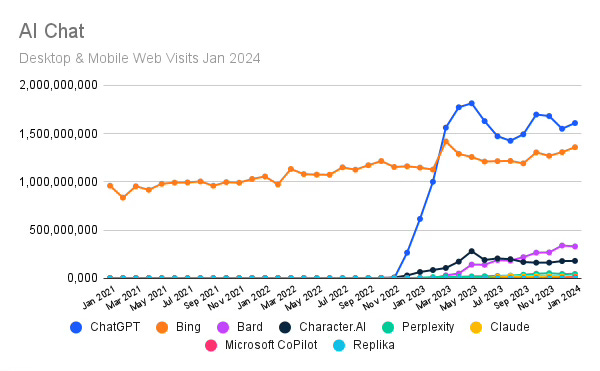 AI Chat
Desktop & Mobile Web Visits Jan 2024
2,000,000,000
1,500,000,000
1,000,000,000
500,000,000
0,000
Jan 2021 Mar 2021 May 2021 Jul 2021 Sep 2021 Nov 2021 Jan 2022 Mar 2022 May 2022 Jul 2022 Sep 2022 Nov 2022 Jan 2023 Mar 2023 May 2023 Jul 2023 Sep 2023 Nov 2023 Jan 2024
ChatGPT Bing Bard Character.AI Perplexity Claude
Microsoft CoPilot Replika